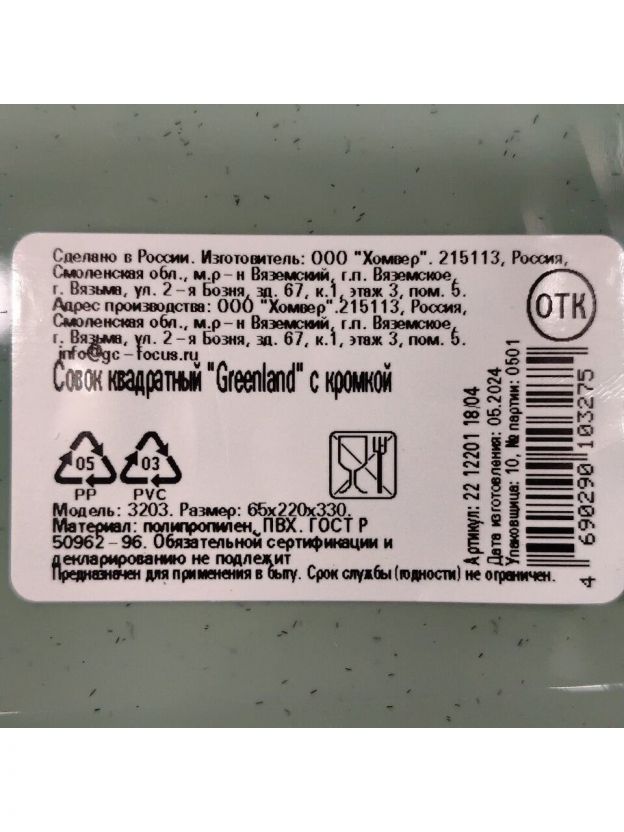 Сделано в России. Изготовитель: ООО "Хомвер". 215113, Россия,
Смоленская обл., м.р-н Вяземский, г.п. Вяземское,
г. Вязьма, ул. 2-я Бозня, зд. 67, к.1, этаж 3, пом. 5.
Адрес производства: ООО "Хомвер".215113, Россия,
Смоленская обл., м.р-н Вяземский, г.п. Вяземское,
г. Вязьма, ул. 2-я Бозня, зд. 67, к.1, этаж 3, пом. 5.
info@gc-focus.ru
ОТК
Совок квадратный "Greenland" с кромкой
05 03
PP PVC
Модель: 3203. Размер: 65х220х330.
Материал: полипропилен, ПВХ. ГОСТ Р
50962-96. Обязательной сертификации и
декларированию не подлежит
Предназначен для применения в быту. Срок службы (годности) не ограничен.
Артикул: 22 12201 18/04
Дата изготовления: 05.2024
Упаковщица: 10, № партии: 0501
4 690290 103275